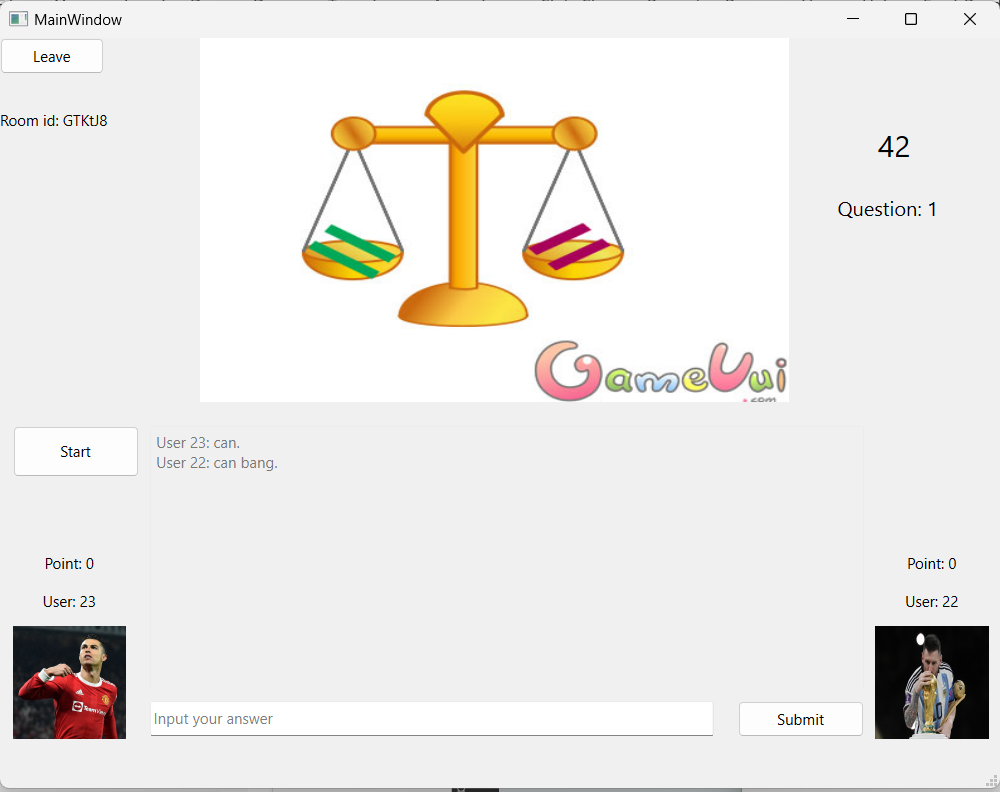 MainWindow
Leave
Room id: GTKtJ8
42
Question: 1
GameVui
.com
Start
User 23: can.
User 22: can bang.
Point: 0
User: 23
Point: 0
User: 22
Input your answer
Submit